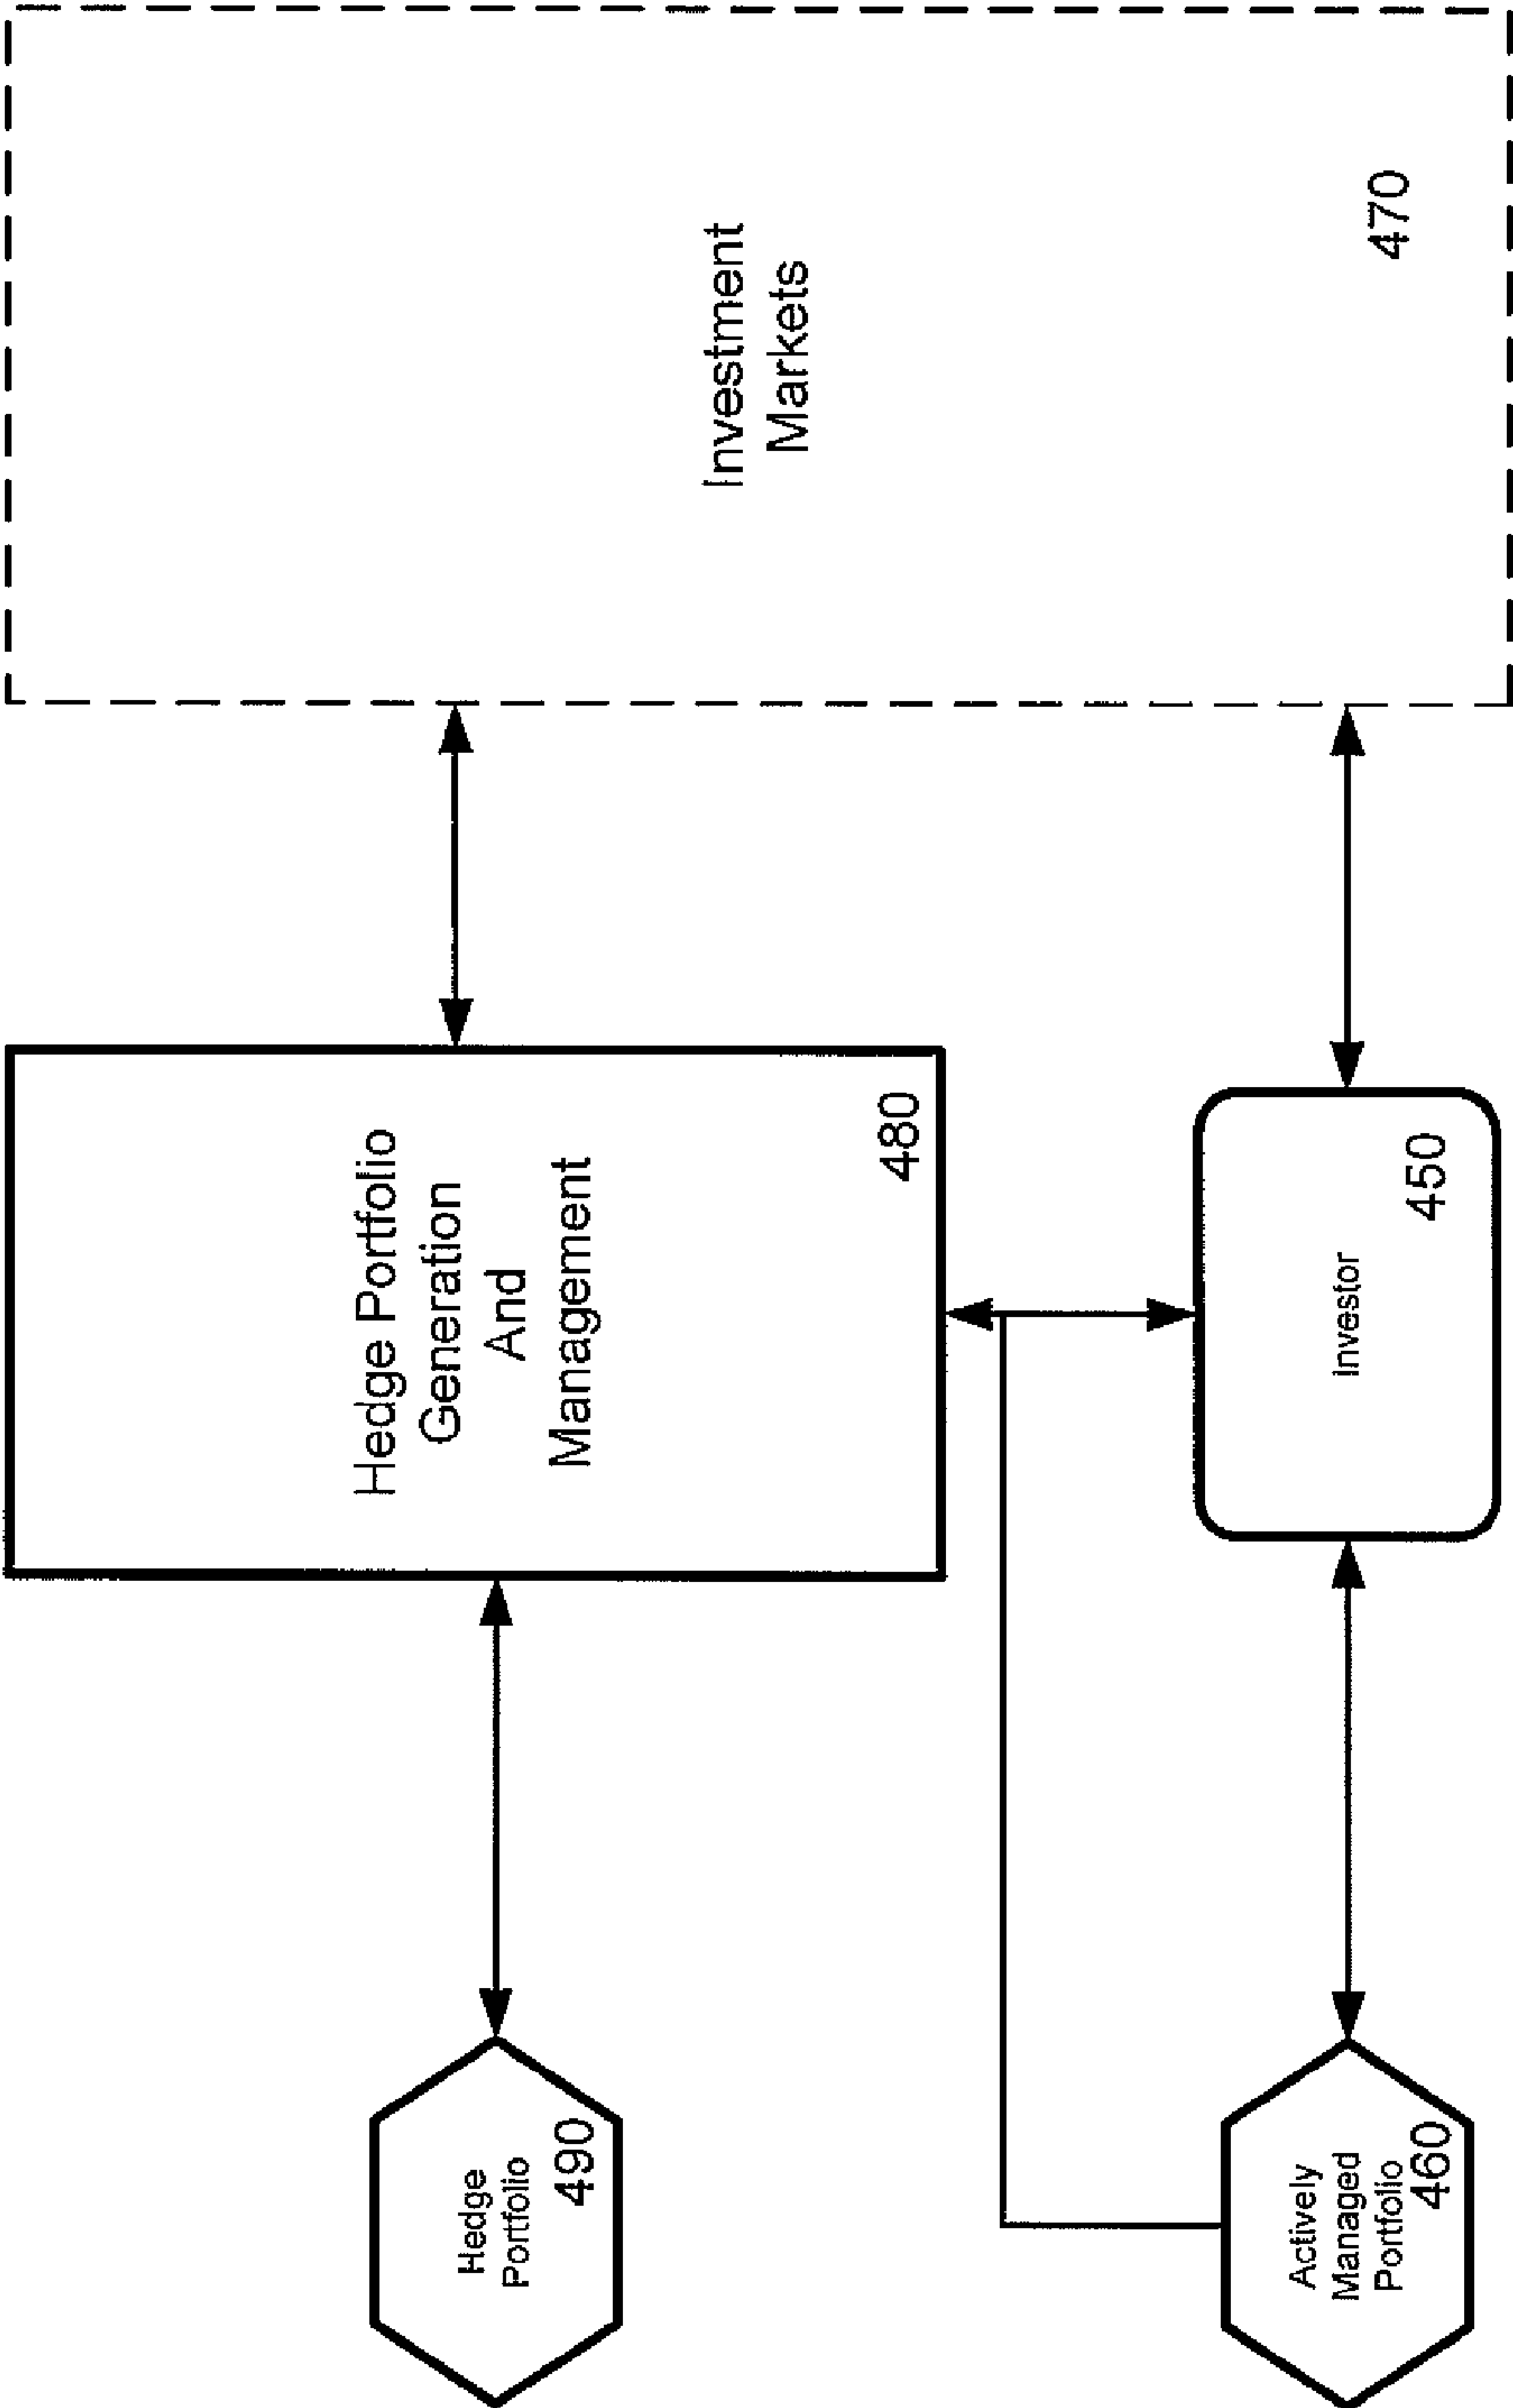 Hedge
Portfolio
490
Hedge Portfolio
Generation
And
Management
480
Investment
Markets
470
Actively
Managed
Portfolio
460
Investor
450